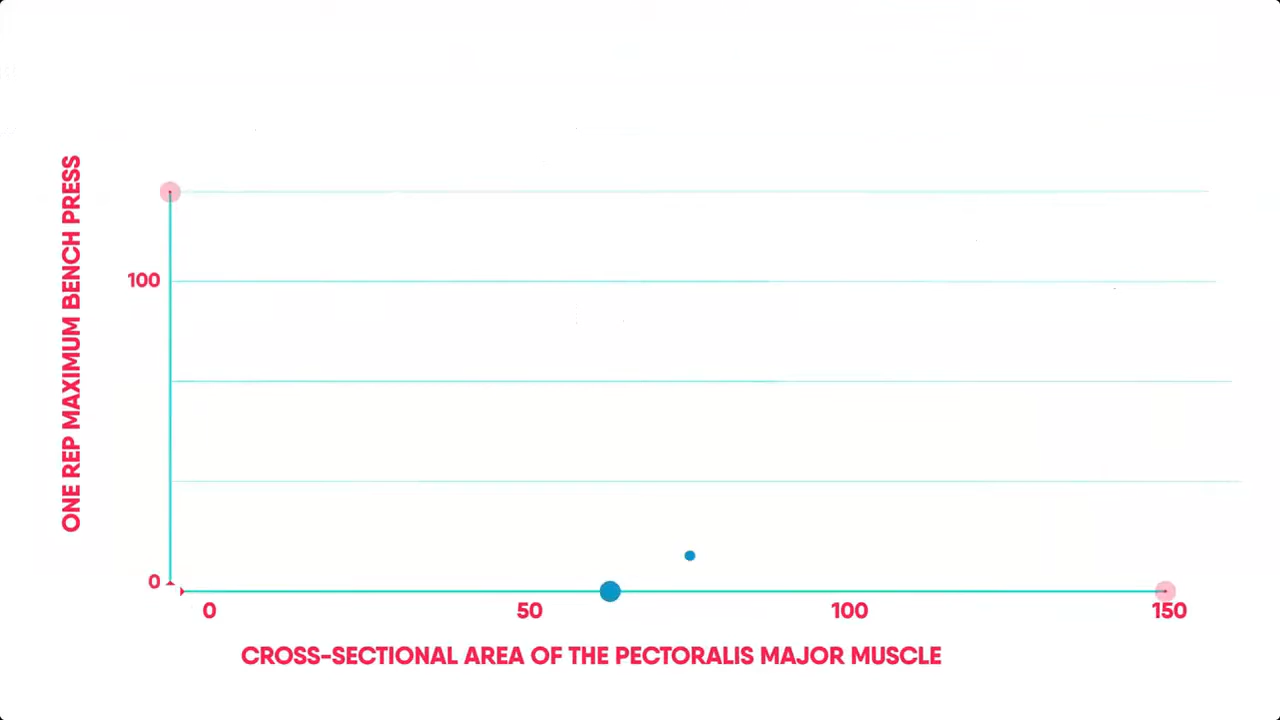 ONE REP MAXIMUM BENCH PRESS
100
0
0 50 100 150
CROSS-SECTIONAL AREA OF THE PECTORALIS MAJOR MUSCLE